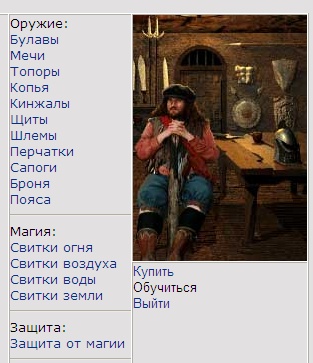 Оружие:
Булавы
Мечи
Топоры
Копья
Кинжалы
Щиты
Шлемы
Перчатки
Сапоги
Броня
Пояса
Магия:
Свитки огня
Свитки воздуха
Свитки воды
Свитки земли
Защита:
Защита от магии
Купить
Обучиться
Выйти